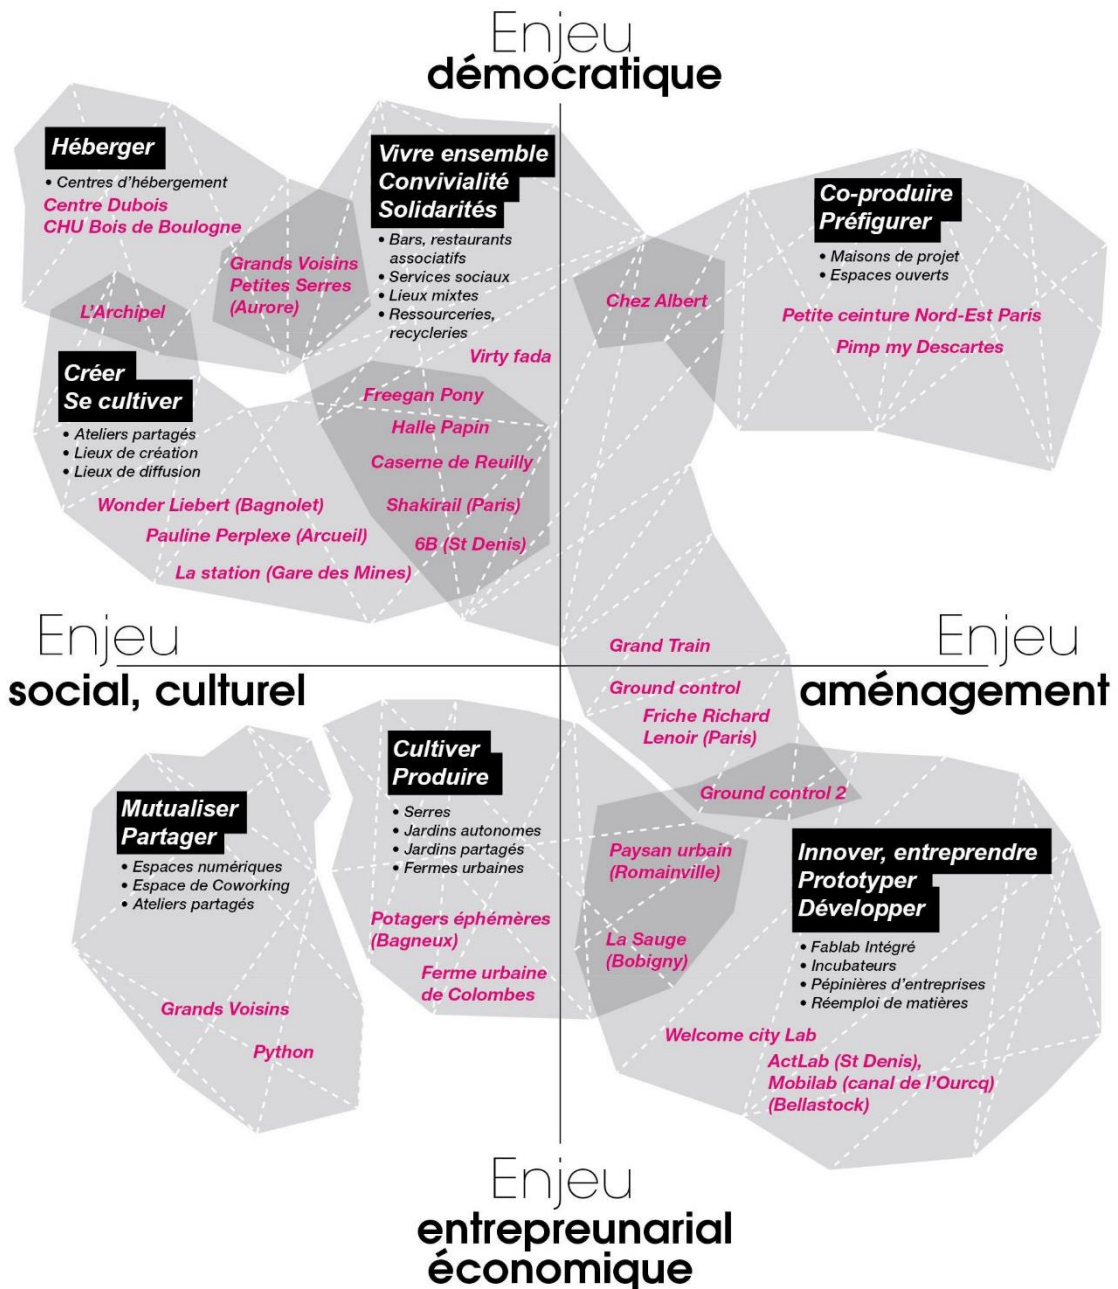 Enjeu
démocratique
Héberger
• Centres d'hébergement
Centre Dubois
CHU Bois de Boulogne
Grands Voisins
Petites Serres
(Aurore)
L'Archipel
Vivre ensemble
Convivialité
Solidarités
• Bars, restaurants
associatifs
• Services sociaux
• Lieux mixtes
• Ressourceries,
recycleries
Virty fada
Chez Albert
Co-produire
Préfigurer
• Maisons de projet
• Espaces ouverts
Petite ceinture Nord-Est Paris
Pimp my Descartes
Créer
Se cultiver
• Ateliers partagés
• Lieux de création
• Lieux de diffusion
Wonder Liebert (Bagnolet)
Pauline Perplexe (Arcueil)
La station (Gare des Mines)
Freegan Pony
Halle Papin
Caserne de Reuilly
Shakirail (Paris)
6B (St Denis)
Enjeu
social, culturel
Enjeu
aménagement
Grand Train
Ground control
Friche Richard
Lenoir (Paris)
Ground control 2
Mutualiser
Partager
• Espaces numériques
• Espace de Coworking
• Ateliers partagés
Grands Voisins
Python
Cultiver
Produire
• Serres
• Jardins autonomes
• Jardins partagés
• Fermes urbaines
Potagers éphémères
(Bagneux)
Ferme urbaine
de Colombes
Paysan urbain
(Romainville)
La Sauge
(Bobigny)
Innover, entreprendre
Prototyper
Développer
• Fablab Intégré
• Incubateurs
• Pépinières d'entreprises
• Réemploi de matières
Welcome city Lab
ActLab (St Denis),
Mobilab (canal de l'Ourcq)
(Bellastock)
Enjeu
entrepreunarial
économique